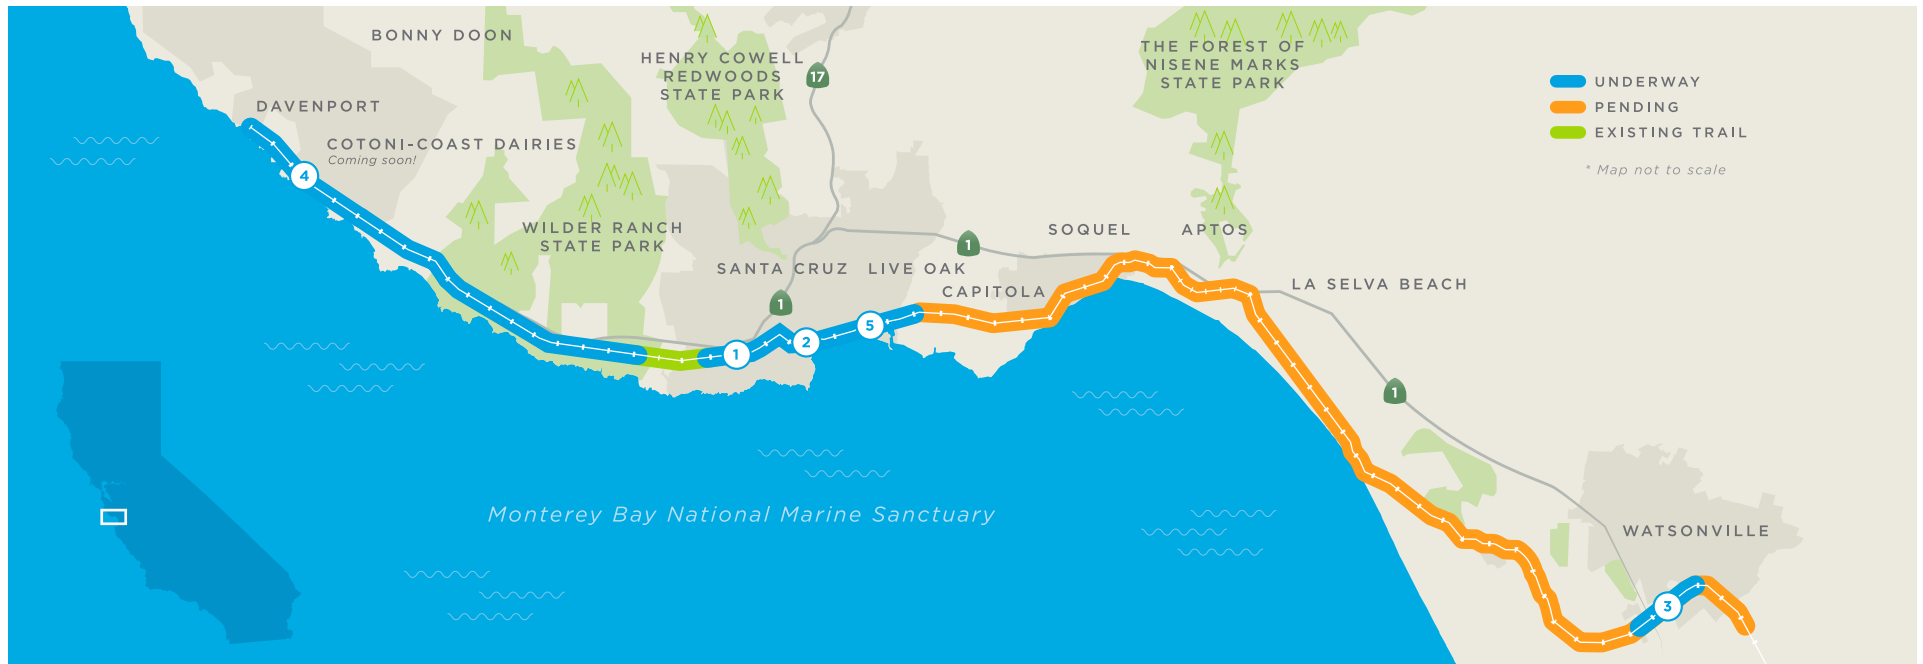 BONNY DOON
HENRY COWELL
REDWOODS
STATE PARK
17
THE FOREST OF
NISENE MARKS
STATE PARK
UNDERWAY
PENDING
EXISTING TRAIL
* Map not to scale
DAVENPORT
COTONI-COAST DAIRIES
Coming soon!
4
WILDER RANCH
STATE PARK
SANTA CRUZ
LIVE OAK
1
CAPITOLA
SOQUEL
APTOS
LA SELVA BEACH
1
1
2
5
1
Monterey Bay National Marine Sanctuary
WATSONVILLE
3